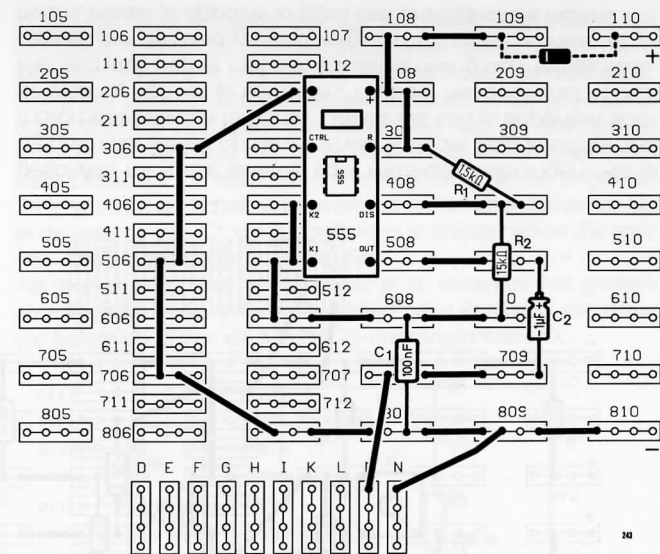 105 108 109 110
106 107
+
111 112
205 08 209 210
206 +
211
305 30 309 310
CTRL R
306
1.5kΩ
311 555
R1
405 408 410
406 K2 DIS
411 R2
505 555 508 510
506 K1 OUT
15kΩ
511 512
605 608 0 610
606 -1µF+ C2
611 612
C1 100nF
705 709 710
706 707
711 712
805 80 809 810
806
−
D E F G H I K L N
243